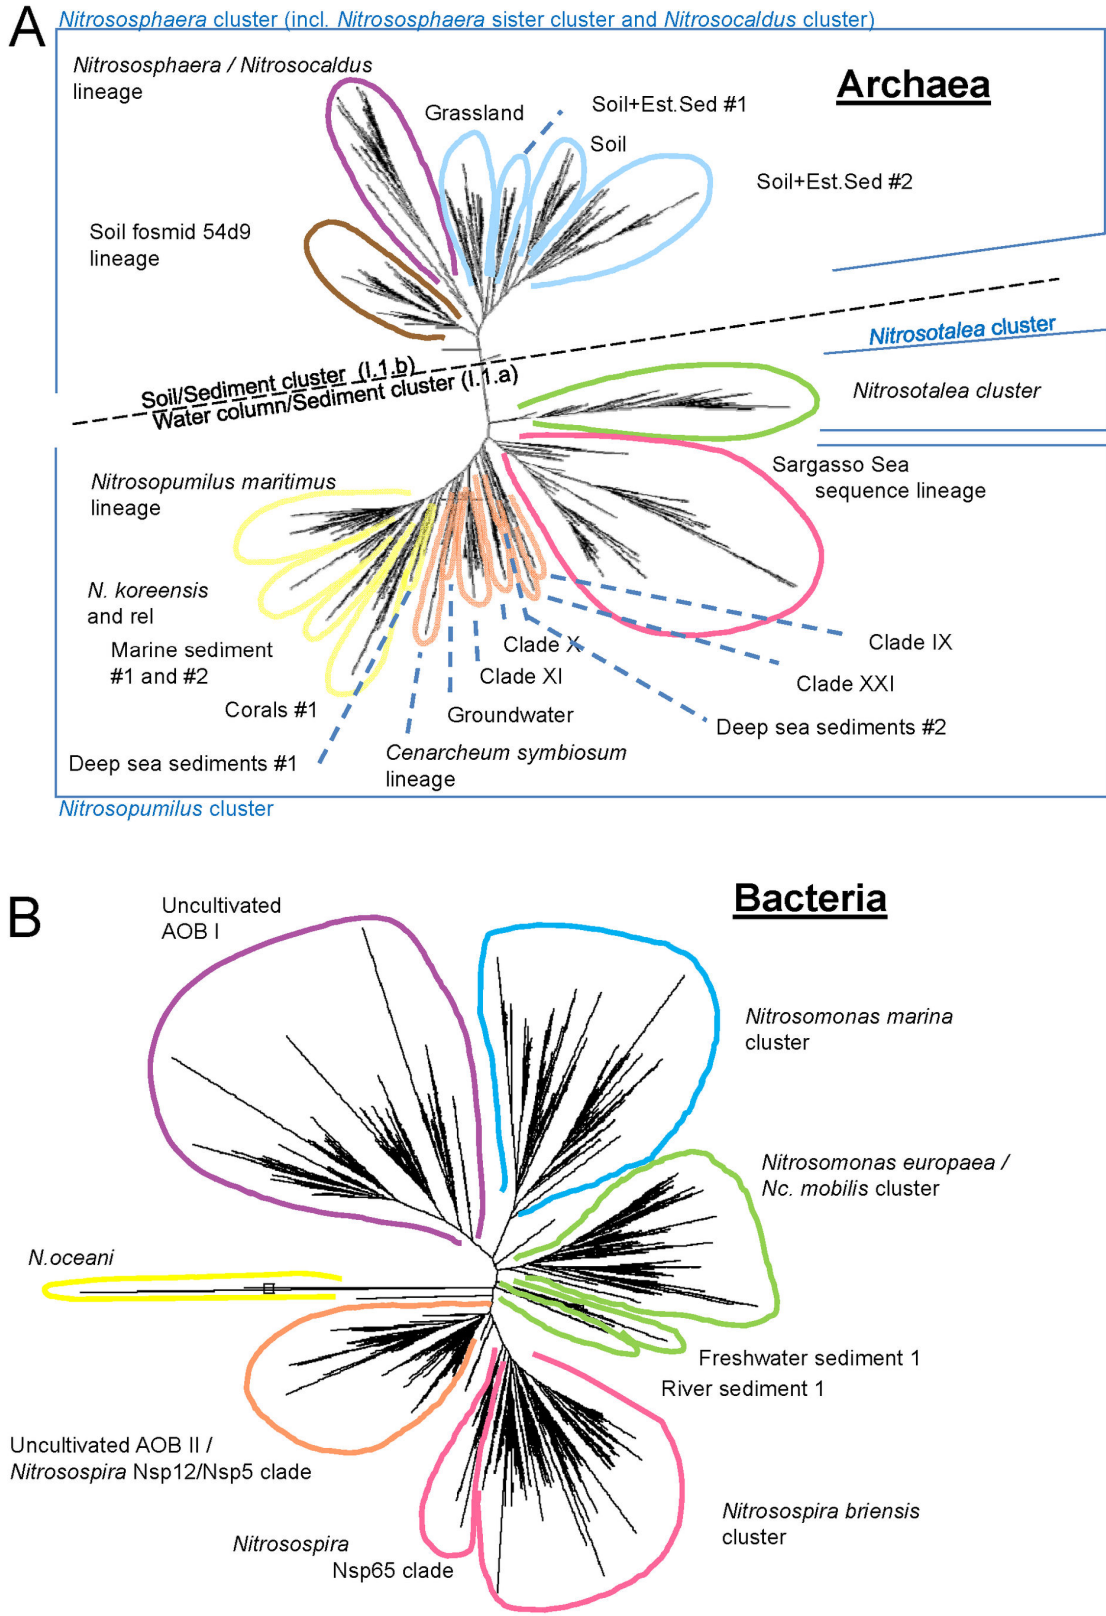 A
Nitrososphaera cluster (incl. Nitrososphaera sister cluster and Nitrosocaldus cluster)
Nitrososphaera / Nitrosocaldus
lineage
Archaea
Grassland
Soil+Est.Sed #1
Soil
Soil+Est.Sed #2
Soil fosmid 54d9
lineage
Nitrosotalea cluster
Soil/Sediment cluster (I.1.b)
Water column/Sediment cluster (I.1.a)
Nitrosotalea cluster
Sargasso Sea
sequence lineage
Nitrosopumilus maritimus
lineage
N. koreensis
and rel
Marine sediment
#1 and #2
Corals #1
Deep sea sediments #1
Clade X
Clade XI
Groundwater
Cenarcheum symbiosum
lineage
Clade IX
Clade XXI
Deep sea sediments #2
Nitrosopumilus cluster
B
Bacteria
Uncultivated
AOB I
Nitrosomonas marina
cluster
Nitrosomonas europaea /
Nc. mobilis cluster
N.oceani
Freshwater sediment 1
River sediment 1
Uncultivated AOB II /
Nitrosospira Nsp12/Nsp5 clade
Nitrosospira briensis
cluster
Nitrosospira
Nsp65 clade